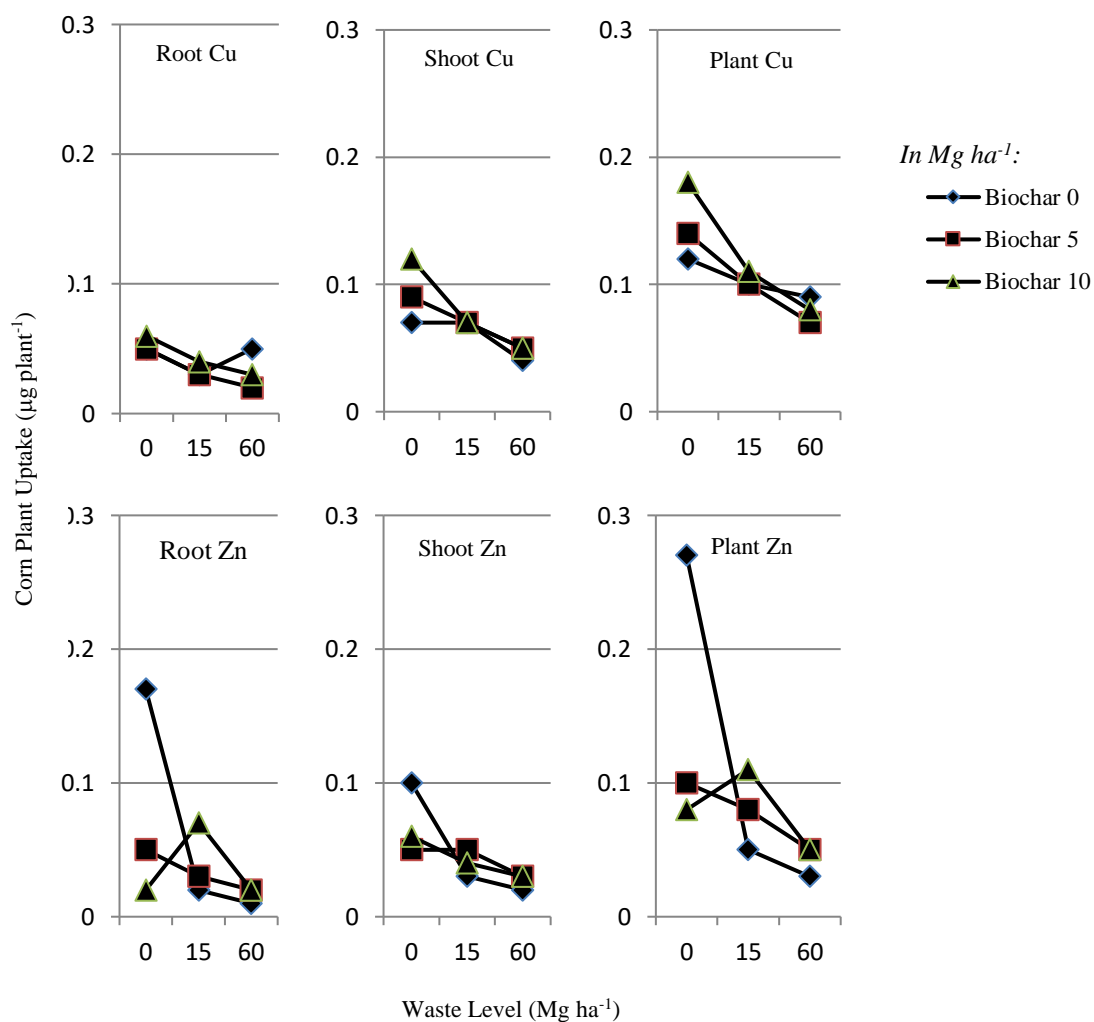 0.3
0.2
0.1
0
Root Cu
0 15 60
0.3
0.2
0.1
0
Shoot Cu
0 15 60
0.3
0.2
0.1
0
Plant Cu
0 15 60
In Mg ha-1:
Biochar 0
Biochar 5
Biochar 10
Corn Plant Uptake (µg plant-1)
).3
).2
0.1
0
Root Zn
0 15 60
0.3
0.2
0.1
0
Shoot Zn
0 15 60
0.3
0.2
0.1
0
Plant Zn
0 15 60
Waste Level (Mg ha-1)